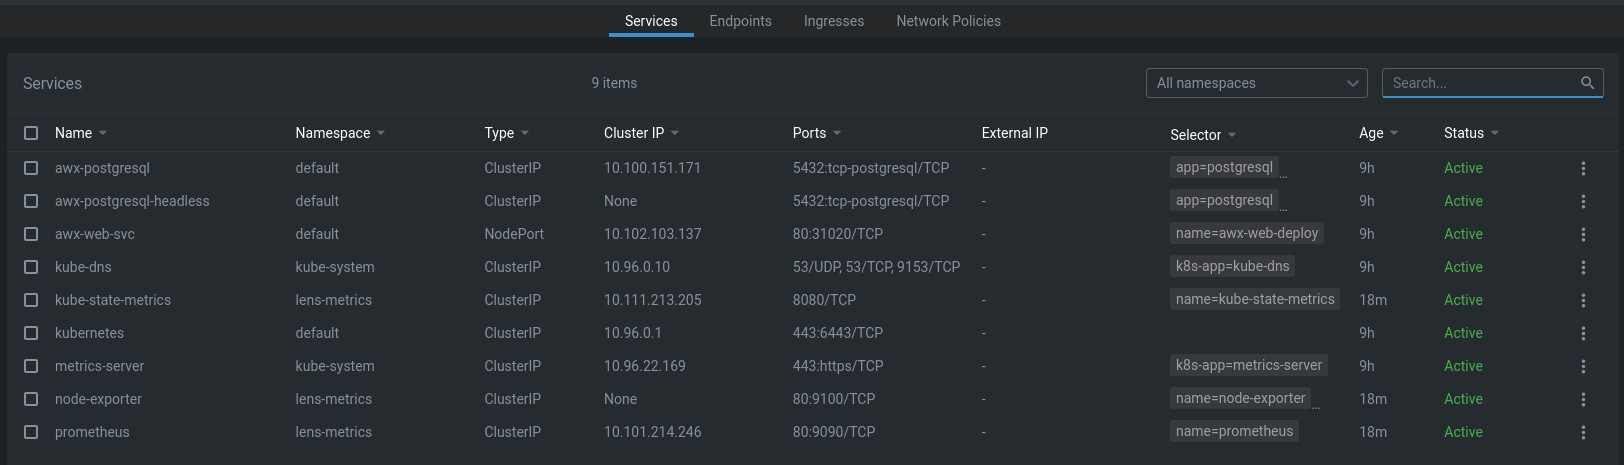 Services Endpoints Ingresses Network Policies
Services 9 items All namespaces Search...
Name Namespace Type Cluster IP Ports External IP Selector Age Status
awx-postgresql default ClusterIP 10.100.151.171 5432:tcp-postgresql/TCP - app=postgresql ... 9h Active
awx-postgresql-headless default ClusterIP None 5432:tcp-postgresql/TCP - app=postgresql ... 9h Active
awx-web-svc default NodePort 10.102.103.137 80:31020/TCP - name=awx-web-deploy 9h Active
kube-dns kube-system ClusterIP 10.96.0.10 53/UDP, 53/TCP, 9153/TCP - k8s-app=kube-dns 9h Active
kube-state-metrics lens-metrics ClusterIP 10.111.213.205 8080/TCP - name=kube-state-metrics 18m Active
kubernetes default ClusterIP 10.96.0.1 443:6443/TCP - 9h Active
metrics-server kube-system ClusterIP 10.96.22.169 443:https/TCP - k8s-app=metrics-server 9h Active
node-exporter lens-metrics ClusterIP None 80:9100/TCP - name=node-exporter ... 18m Active
prometheus lens-metrics ClusterIP 10.101.214.246 80:9090/TCP - name=prometheus 18m Active